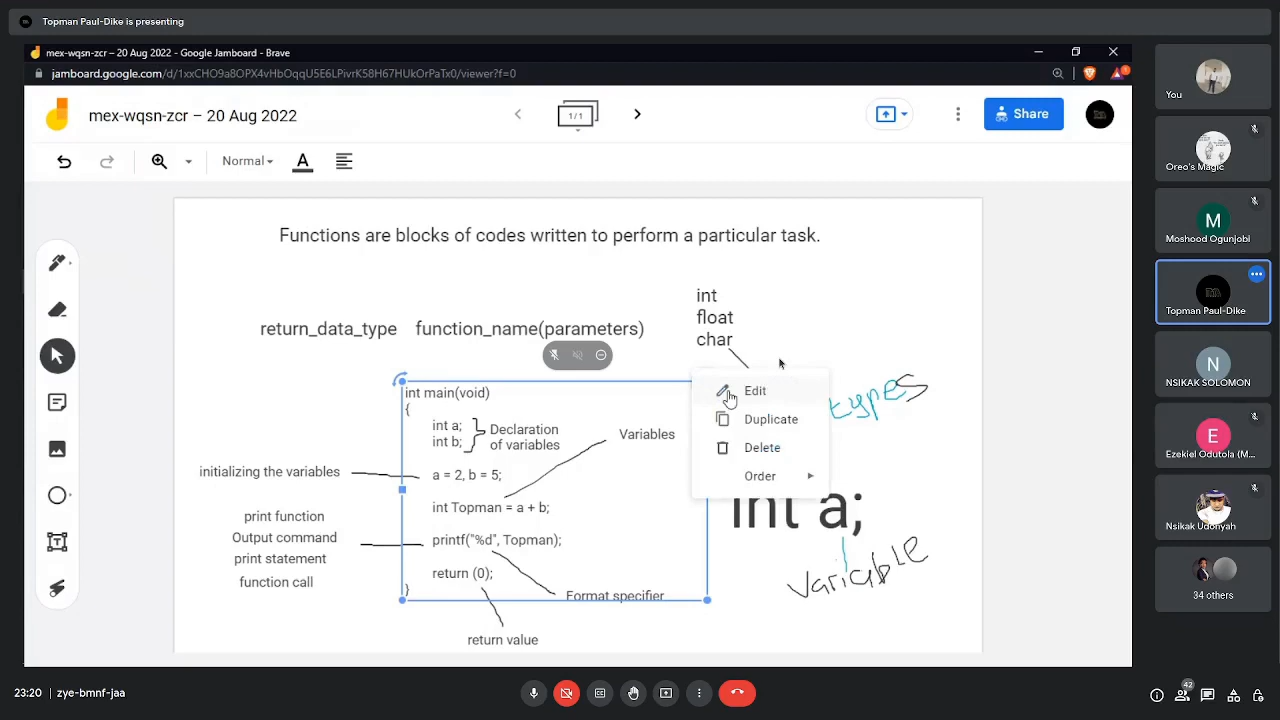 Topman Paul-Dike is presenting
mex-wqsn-zcr – 20 Aug 2022 - Google Jamboard - Brave
jamboard.google.com/d/1xxCHO9a8OPX4vHbOqqU5E6LPivrK58H67HUkOrPaTx0/viewer?f=0
mex-wqsn-zcr – 20 Aug 2022
1/1
Share
Normal
Functions are blocks of codes written to perform a particular task.
int
float
char
return_data_type function_name(parameters)
types
Edit
Duplicate
Delete
Order
int main(void)
{
int a;
int b;
Declaration
of variables
Variables
initializing the variables
a = 2, b = 5;
int Topman = a + b;
int a;
print function
Output command
print statement
function call
printf("%d", Topman);
return (0);
}
Format specifier
variable
return value
You
Oros Magic
M
Topman Paul-Dike
N
NSIKAK SOLOMON
E
Nsikak Udonyah
34 others
23:20 zye-bmnf-jaa
42